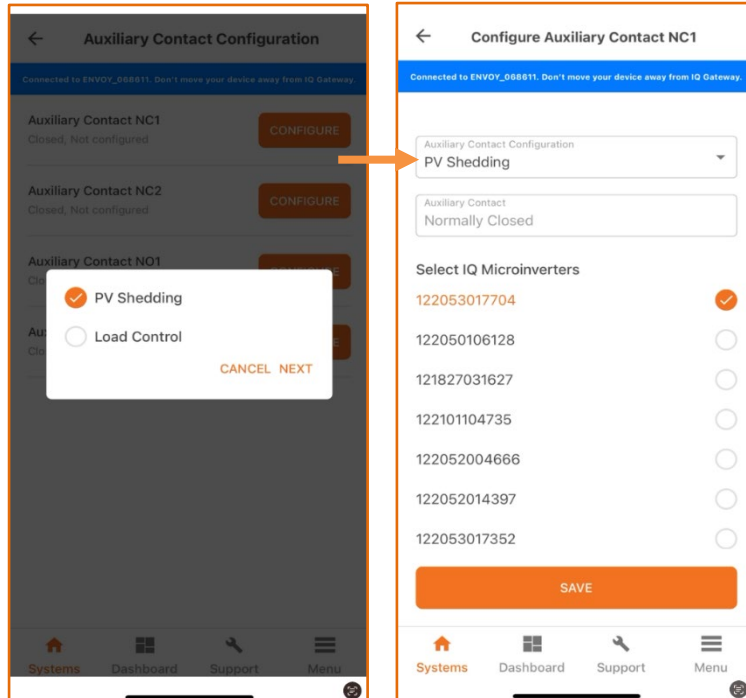 Auxiliary Contact Configuration
Connected to ENVOY_068611. Don't move your device away from IQ Gateway.
Auxiliary Contact NC1
Closed, Not configured
CONFIGURE
Auxiliary Contact NC2
Closed, Not configured
CONFIGURE
Auxiliary Contact NO1
PV Shedding
Load Control
CANCEL NEXT
Systems
Dashboard
Support
Menu
Configure Auxiliary Contact NC1
Connected to ENVOY_068611. Don't move your device away from IQ Gateway.
Auxiliary Contact Configuration
PV Shedding
Auxiliary Contact
Normally Closed
Select IQ Microinverters
122053017704
122050106128
121827031627
122101104735
122052004666
122052014397
122053017352
SAVE
Systems
Dashboard
Support
Menu